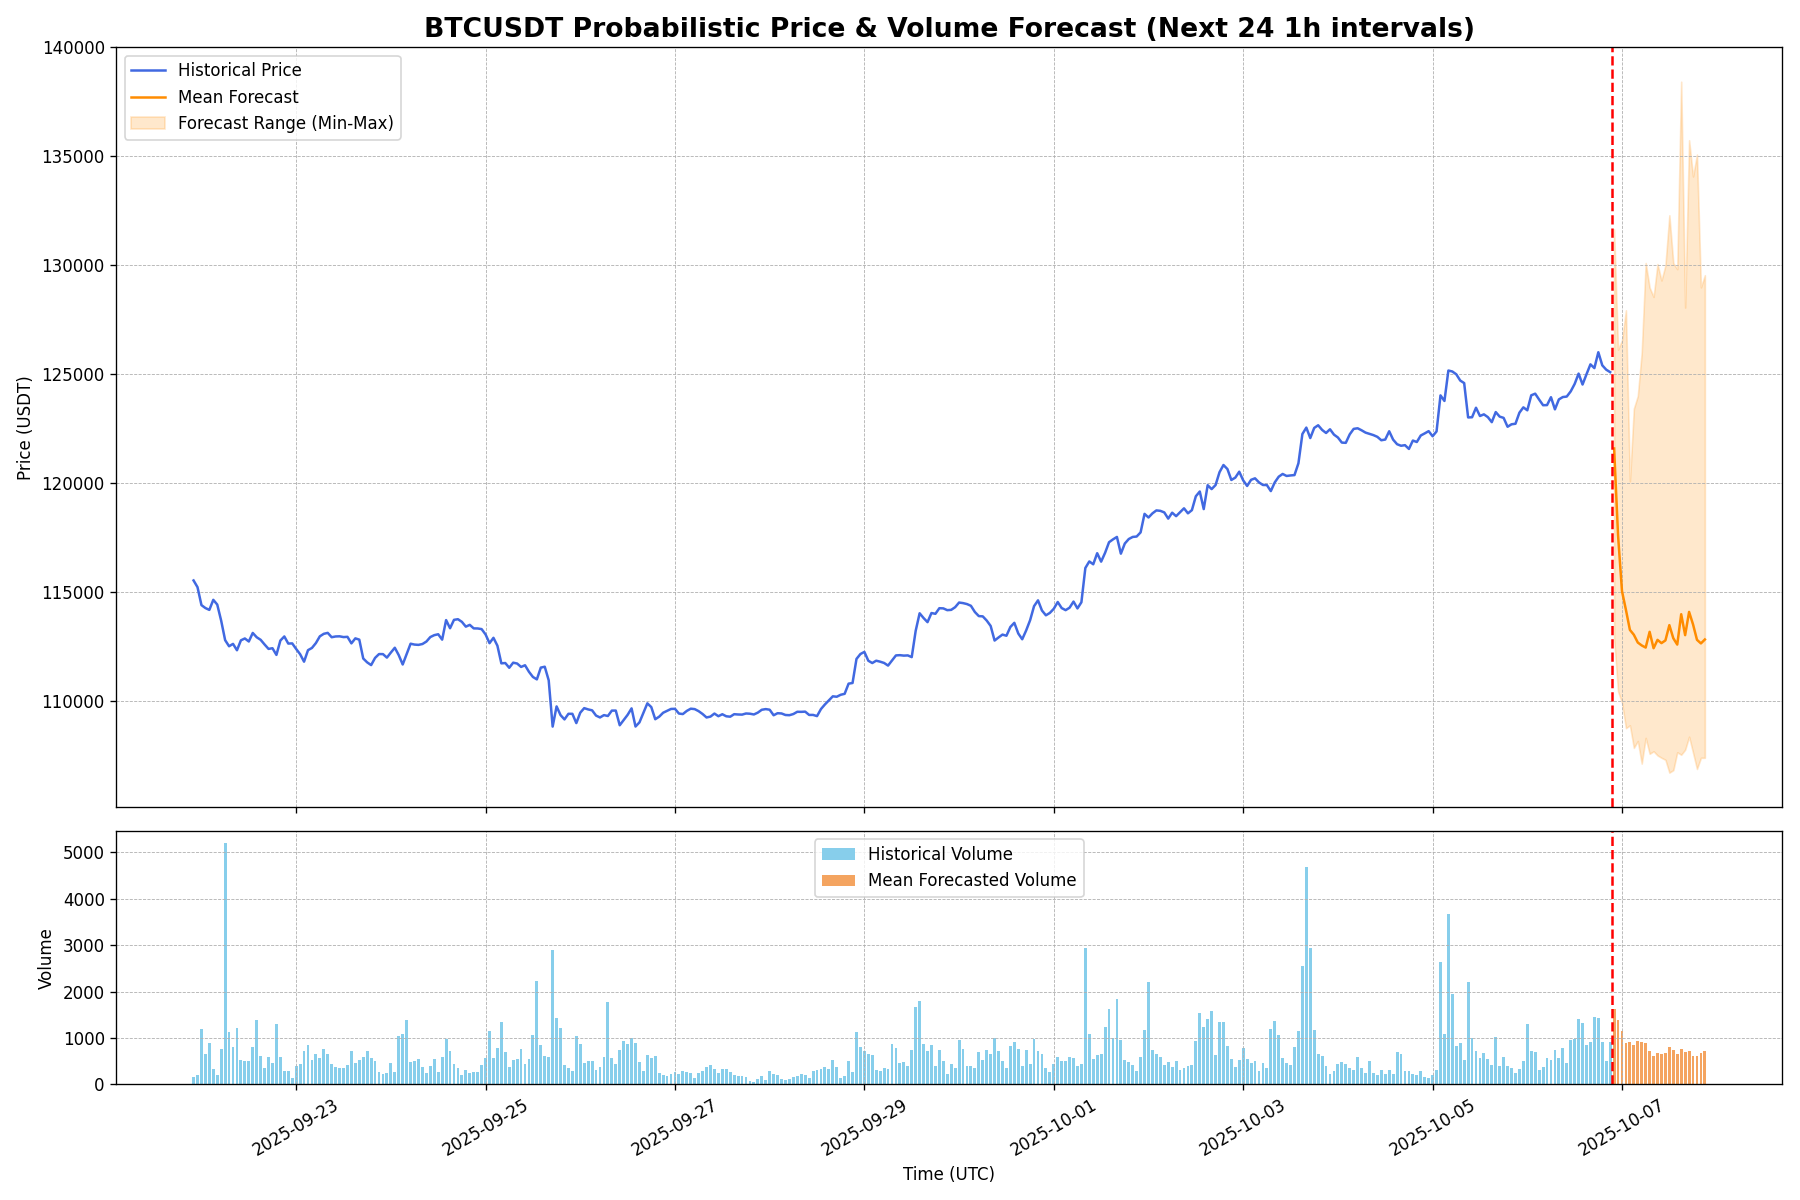 BTCUSDT Probabilistic Price & Volume Forecast (Next 24 1h intervals)
Historical Price
Mean Forecast
Forecast Range (Min-Max)
Price (USDT)
140000
135000
130000
125000
120000
115000
110000
Historical Volume
Mean Forecasted Volume
Volume
5000
4000
3000
2000
1000
0
2025-09-23
2025-09-25
2025-09-27
2025-09-29
2025-10-01
2025-10-03
2025-10-05
2025-10-07
Time (UTC)